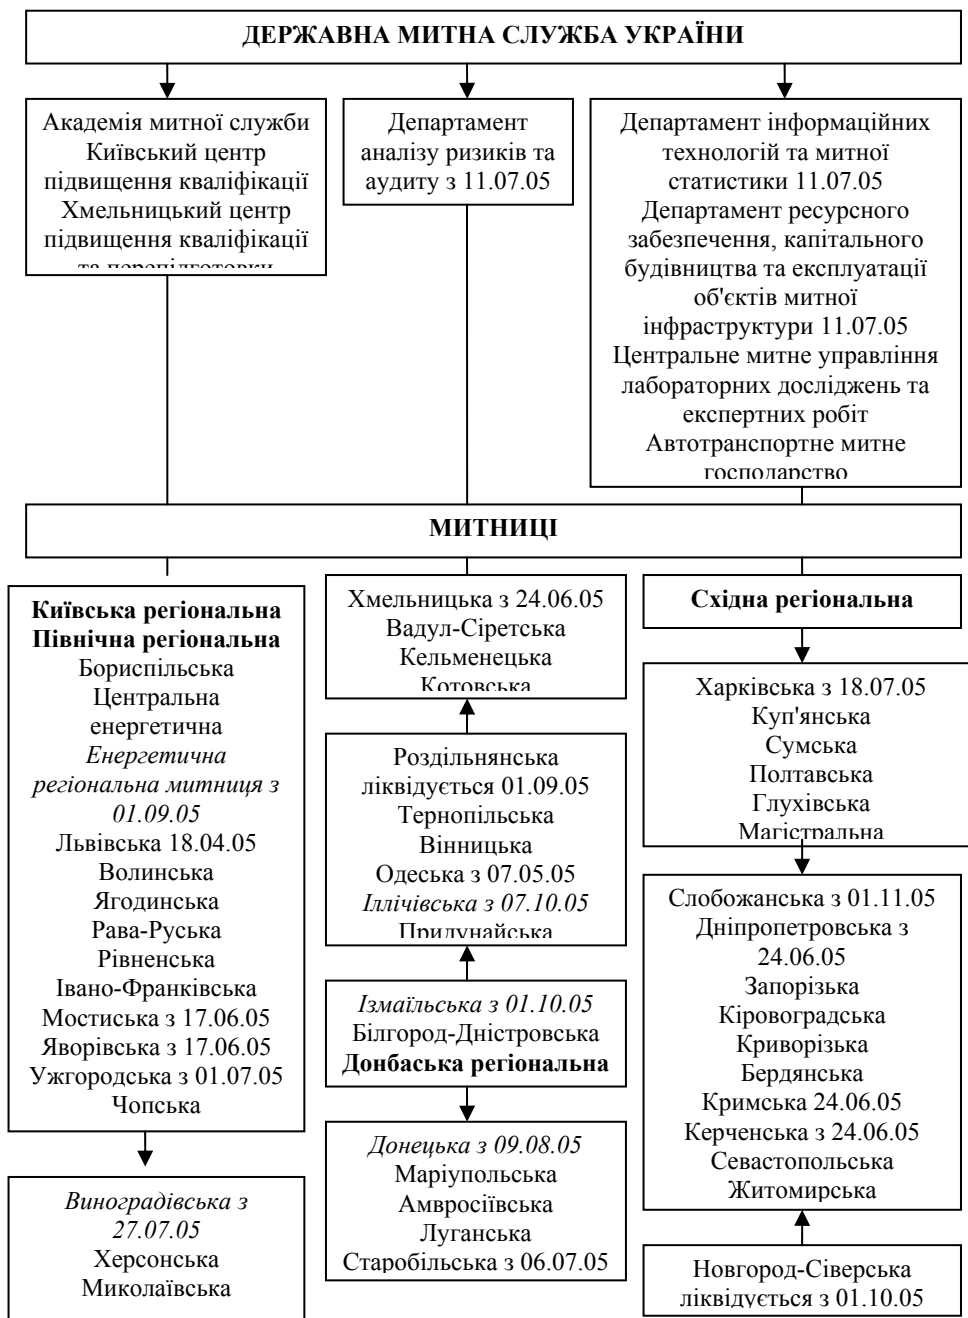 ДЕРЖАВНА МИТНА СЛУЖБА УКРАЇНИ
Академія митної служби
Київський центр
підвищення кваліфікації
Хмельницький центр
підвищення кваліфікації
та перепідготовки
Департамент
аналізу ризиків та
аудиту з 11.07.05
Департамент інформаційних
технологій та митної
статистики 11.07.05
Департамент ресурсного
забезпечення, капітального
будівництва та експлуатації
об'єктів митної
інфраструктури 11.07.05
Центральне митне управління
лабораторних досліджень та
експертних робіт
Автотранспортне митне
господарство
МИТНИЦІ
Київська регіональна
Північна регіональна
Бориспільська
Центральна
енергетична
Енергетична
регіональна митниця з
01.09.05
Львівська 18.04.05
Волинська
Ягодинська
Рава-Руська
Рівненська
Івано-Франківська
Мостиська з 17.06.05
Яворівська з 17.06.05
Ужгородська з 01.07.05
Чопська
Виноградівська з
27.07.05
Херсонська
Миколаївська
Хмельницька з 24.06.05
Вадул-Сіретська
Кельменецька
Котовська
Роздільнянська
ліквідується 01.09.05
Тернопільська
Вінницька
Одеська з 07.05.05
Іллічівська з 07.10.05
Придунайська
Ізмаїльська з 01.10.05
Білгород-Дністровська
Донбаська регіональна
Донецька з 09.08.05
Маріупольська
Амвросіївська
Луганська
Старобільська з 06.07.05
Східна регіональна
Харківська з 18.07.05
Куп'янська
Сумська
Полтавська
Глухівська
Магістральна
Слобожанська з 01.11.05
Дніпропетровська з
24.06.05
Запорізька
Кіровоградська
Криворізька
Бердянська
Кримська 24.06.05
Керченська з 24.06.05
Севастопольська
Житомирська
Новгород-Сіверська
ліквідується з 01.10.05